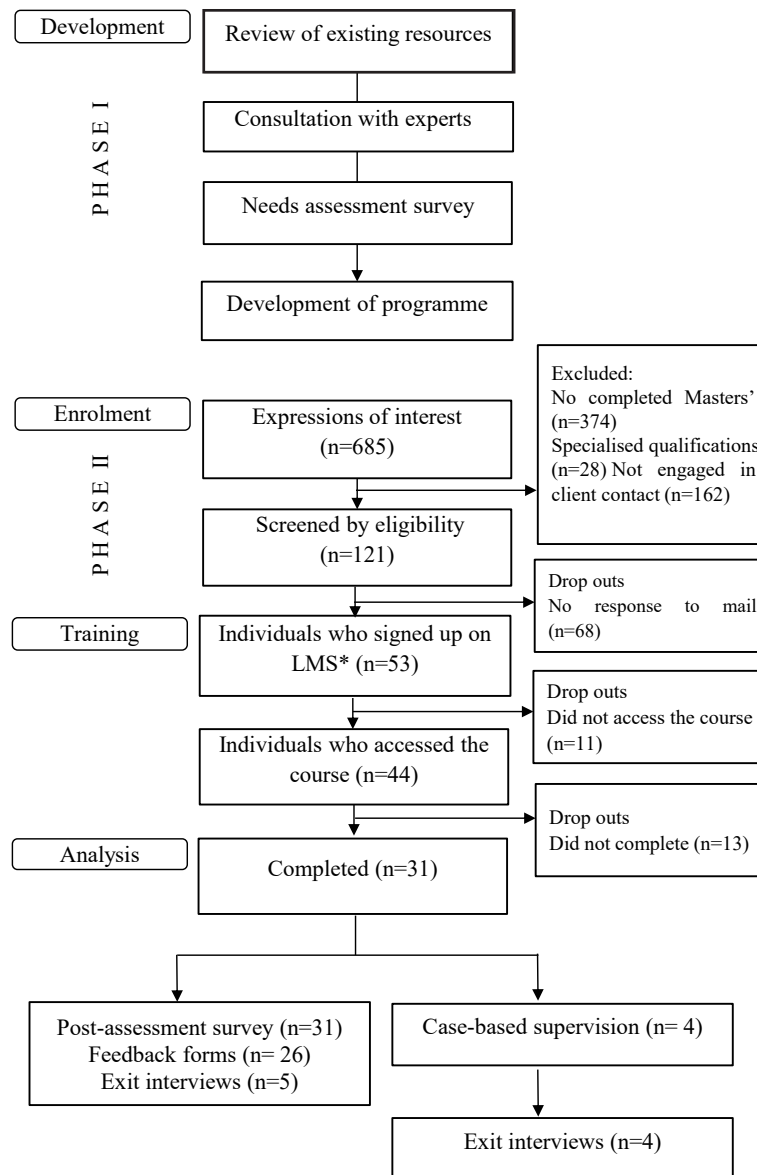 Development
Review of existing resources
PHASE I
Consultation with experts
Needs assessment survey
Development of programme
Enrolment
Expressions of interest
(n=685)
Excluded:
No completed Masters’
(n=374)
Specialised qualifications
(n=28) Not engaged in
client contact (n=162)
PHASE II
Screened by eligibility
(n=121)
Drop outs
No response to mail
(n=68)
Training
Individuals who signed up on
LMS* (n=53)
Drop outs
Did not access the course
(n=11)
Individuals who accessed the
course (n=44)
Drop outs
Did not complete (n=13)
Analysis
Completed (n=31)
Post-assessment survey (n=31)
Feedback forms (n= 26)
Exit interviews (n=5)
Case-based supervision (n= 4)
Exit interviews (n=4)